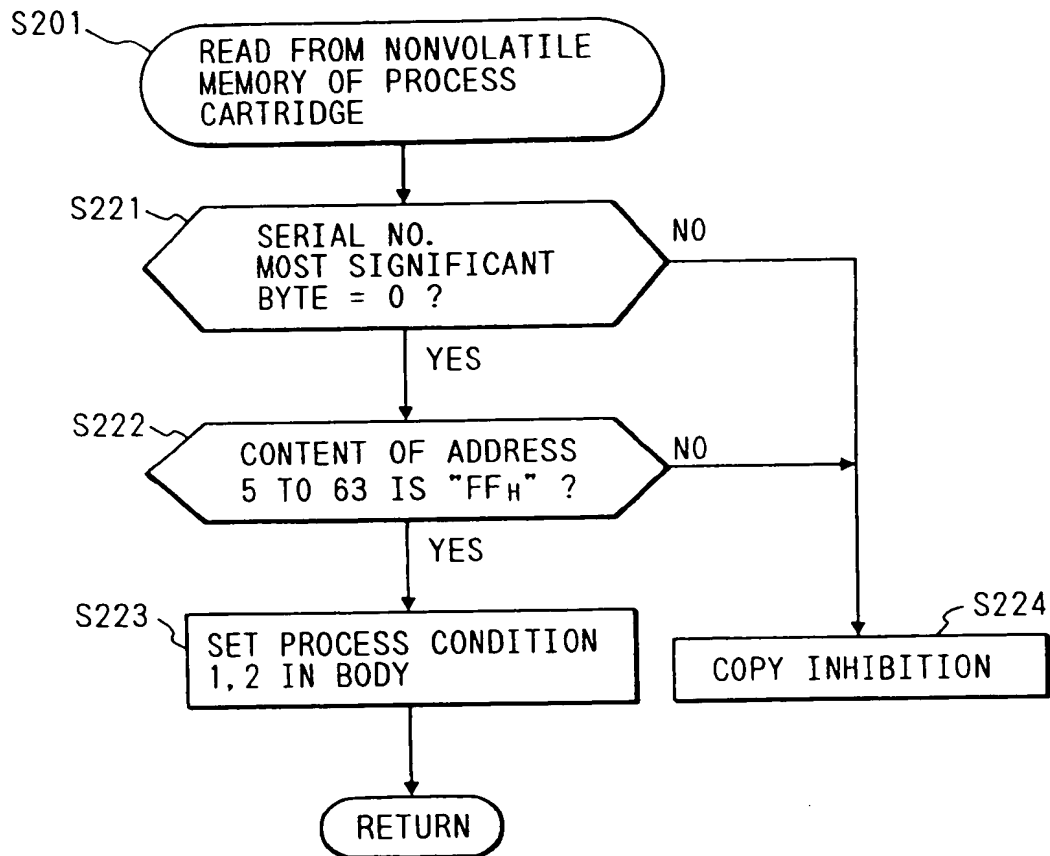 S201
READ FROM NONVOLATILE
MEMORY OF PROCESS
CARTRIDGE
S221
SERIAL NO.
MOST SIGNIFICANT
BYTE = 0 ?
NO
YES
S222
CONTENT OF ADDRESS
5 TO 63 IS "FFH" ?
NO
YES
S223
SET PROCESS CONDITION
1,2 IN BODY
S224
COPY INHIBITION
RETURN